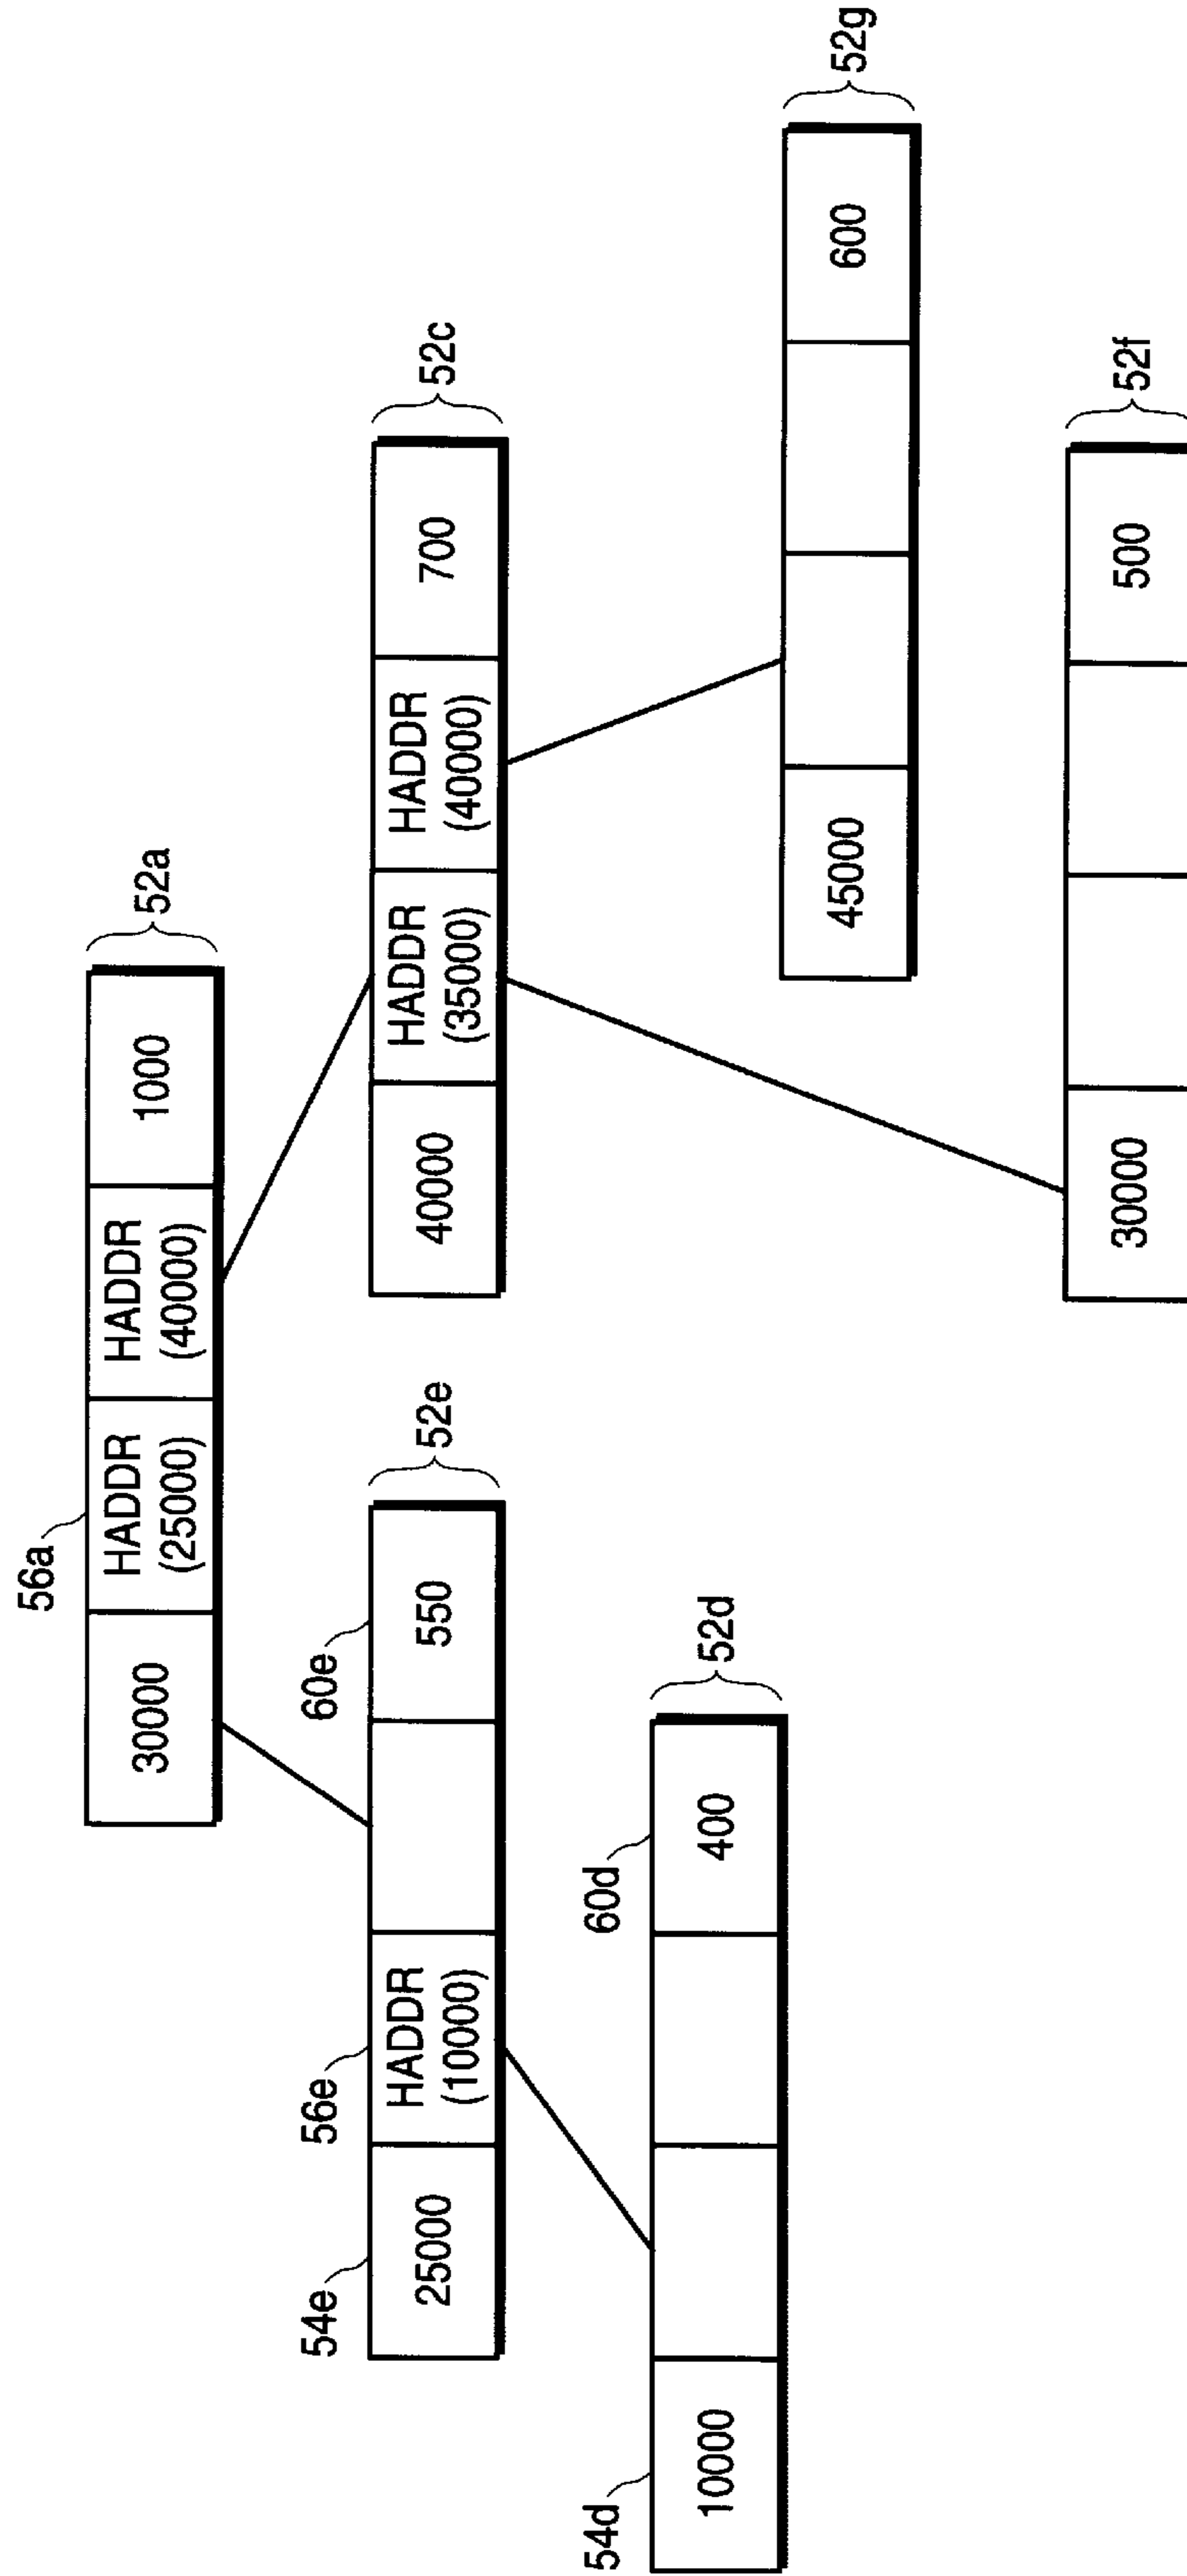 56a
30000
HADDR
(25000)
HADDR
(40000)
1000
52a
54e
56e
60e
25000
HADDR
(10000)
550
52e
40000
HADDR
(35000)
HADDR
(40000)
700
52c
54d
60d
10000
400
52d
45000
600
52g
30000
500
52f